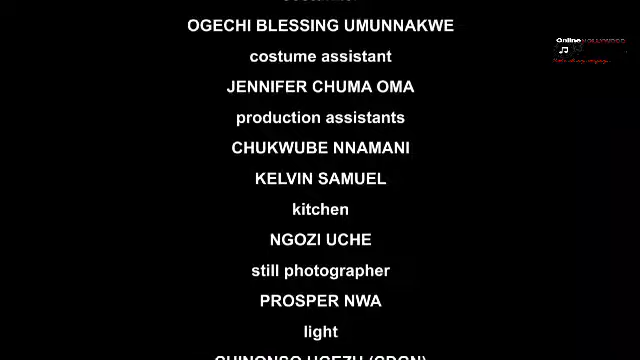 OGECHI BLESSING UMUNNAKWE
costume assistant
JENNIFER CHUMA OMA
production assistants
CHUKWUBE NNAMANI
KELVIN SAMUEL
kitchen
NGOZI UCHE
still photographer
PROSPER NWA
light